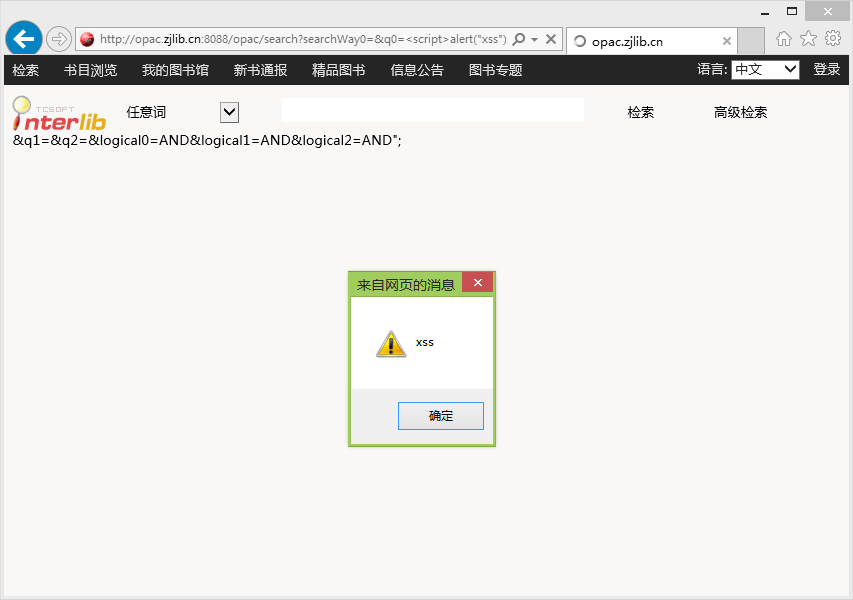 http://opac.zjlib.cn:8088/opac/search?searchWay0=&q0=<script>alert("xss")
opac.zjlib.cn
检索 书目浏览 我的图书馆 新书通报 精品图书 信息公告 图书专题 语言: 中文 登录
TCSOFT
interlib
任意词 检索 高级检索
&q1=&q2=&logical0=AND&logical1=AND&logical2=AND";
来自网页的消息
xss
确定